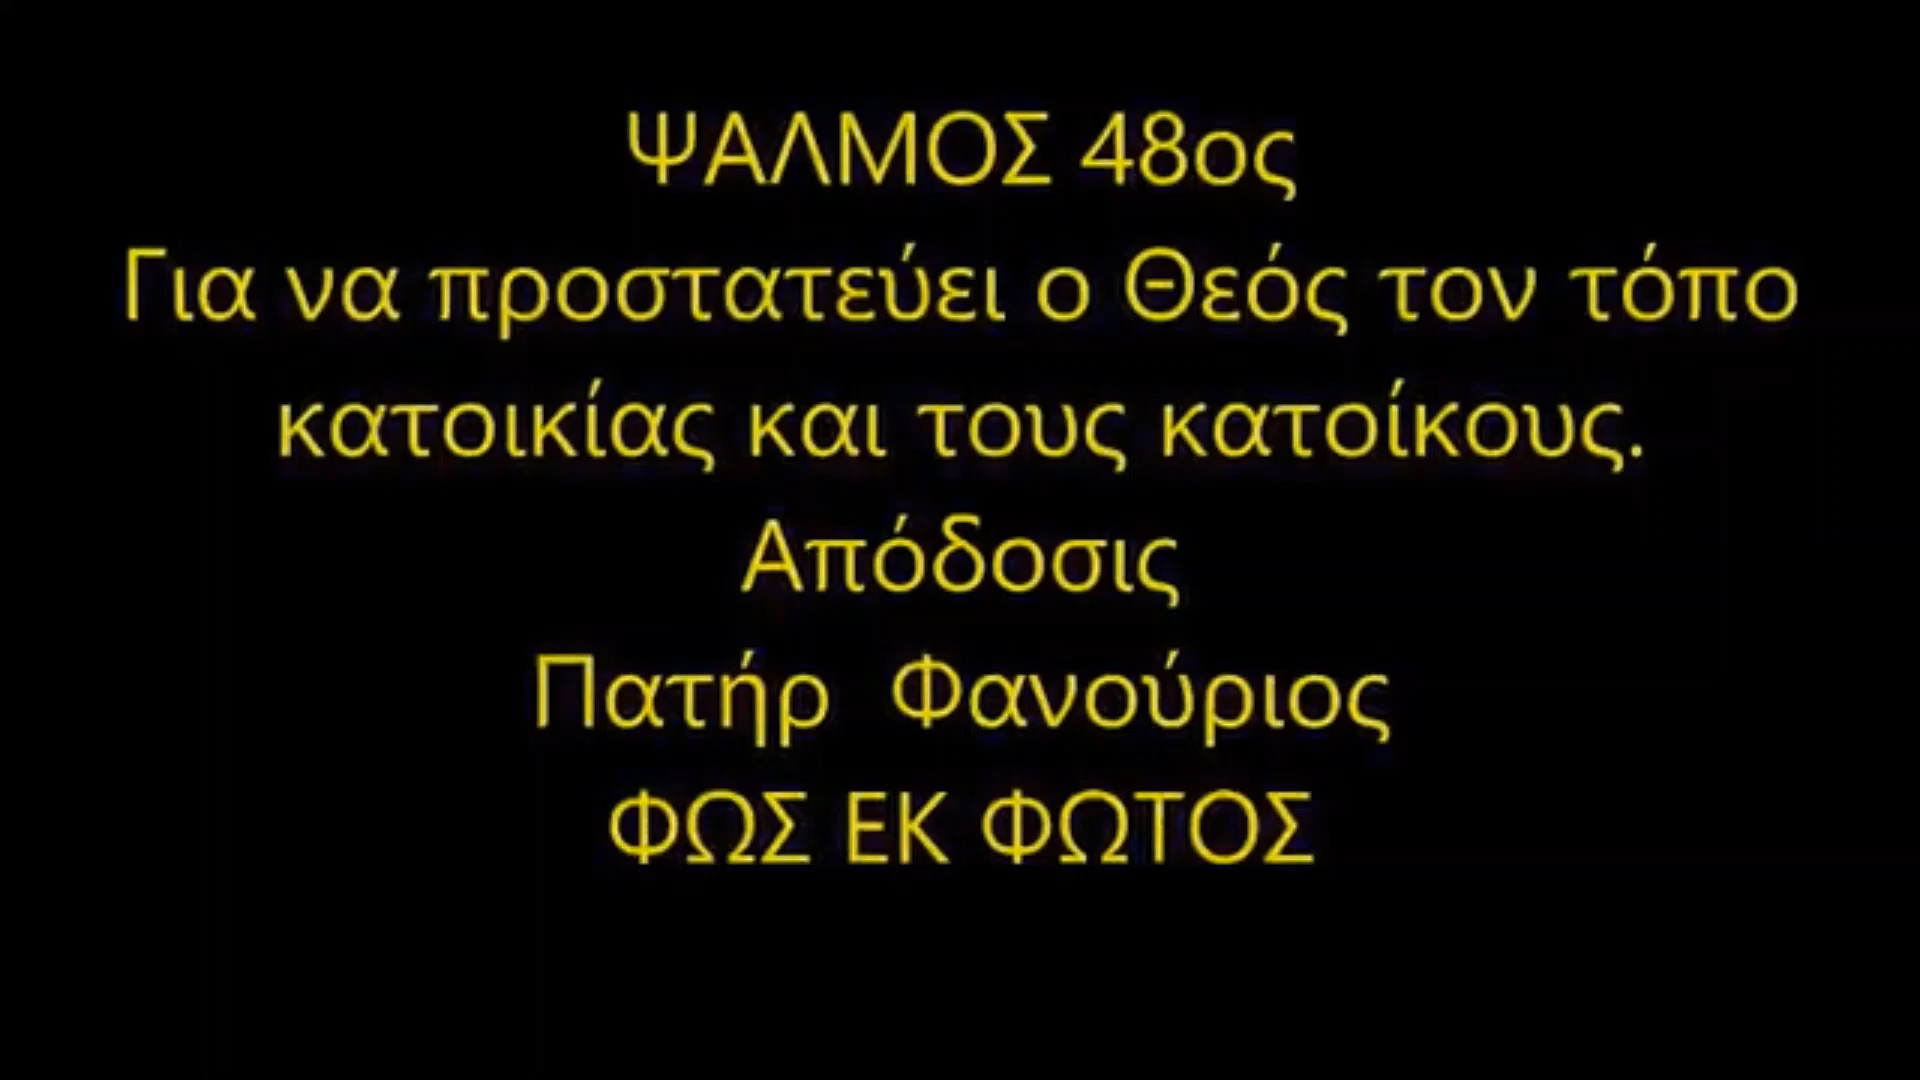 ΨΑΛΜΟΣ 48ος
Για να προστατεύει ο Θεός τον τόπο
κατοικίας και τους κατοίκους.
Απόδοσις
Πατήρ  Φανούριος
ΦΩΣ ΕΚ ΦΩΤΟΣ